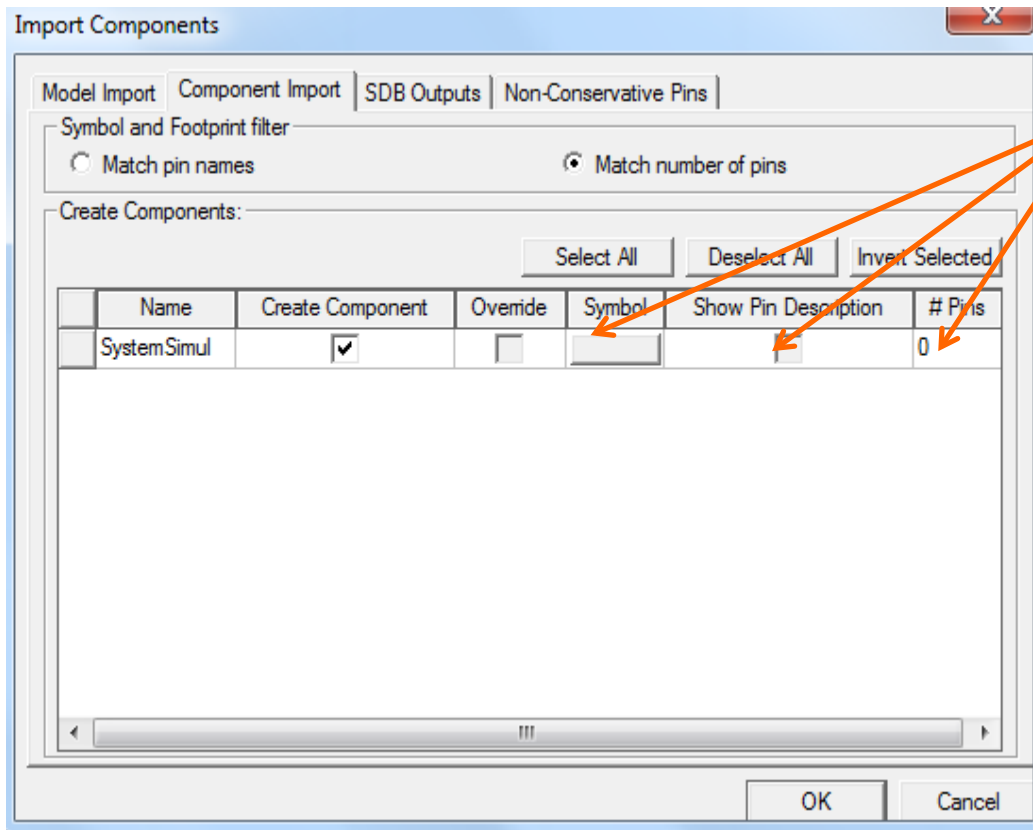 Import Components
Model Import Component Import SDB Outputs Non-Conservative Pins
Symbol and Footprint filter
Match pin names Match number of pins
Create Components:
Select All Deselect All Invert Selected
Name Create Component Override Symbol Show Pin Description # Pins
SystemSimul 0
OK Cancel